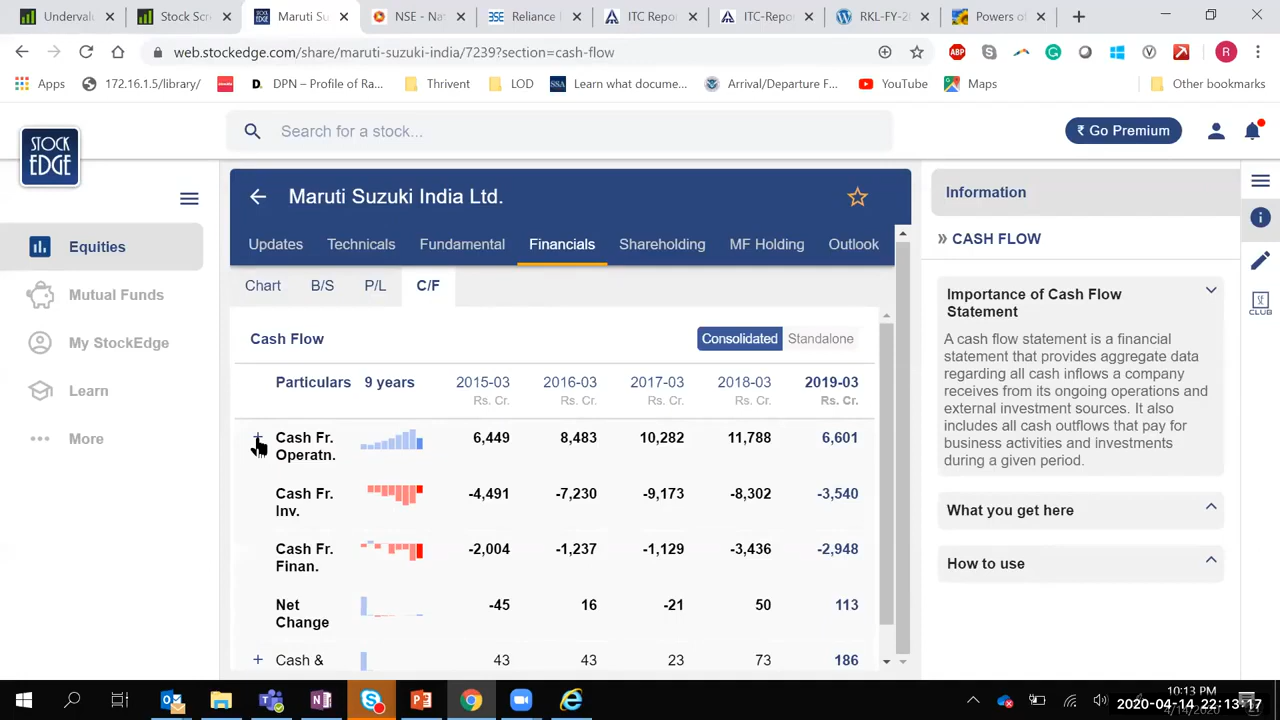 Underval
Stock Scr
Maruti Su
NSE - Na
Reliance
ITC Repo
ITC-Repo
RKL-FY-2
Powers o
web.stockedge.com/share/maruti-suzuki-india/7239?section=cash-flow
ABP
R
Apps
172.16.1.5/library/
DPN – Profile of Ra...
Thrivent
LOD
Learn what docume...
Arrival/Departure F...
YouTube
Maps
Other bookmarks
STOCK
EDGE
Search for a stock...
₹ Go Premium
Equities
Mutual Funds
My StockEdge
Learn
More
Maruti Suzuki India Ltd.
Updates Technicals Fundamental Financials Shareholding MF Holding Outlook
Chart B/S P/L C/F
Cash Flow Consolidated Standalone
Particulars 9 years 2015-03 2016-03 2017-03 2018-03 2019-03
Rs. Cr. Rs. Cr. Rs. Cr. Rs. Cr. Rs. Cr.
Cash Fr. 6,449 8,483 10,282 11,788 6,601
Operatn.
Cash Fr. -4,491 -7,230 -9,173 -8,302 -3,540
Inv.
Cash Fr. -2,004 -1,237 -1,129 -3,436 -2,948
Finan.
Net -45 16 -21 50 113
Change
+ Cash & 43 43 23 73 186
Information
» CASH FLOW
Importance of Cash Flow
Statement
A cash flow statement is a financial
statement that provides aggregate data
regarding all cash inflows a company
receives from its ongoing operations and
external investment sources. It also
includes all cash outflows that pay for
business activities and investments
during a given period.
What you get here
How to use
CLUB
10:13 PM
2020-04-14 22:13:17